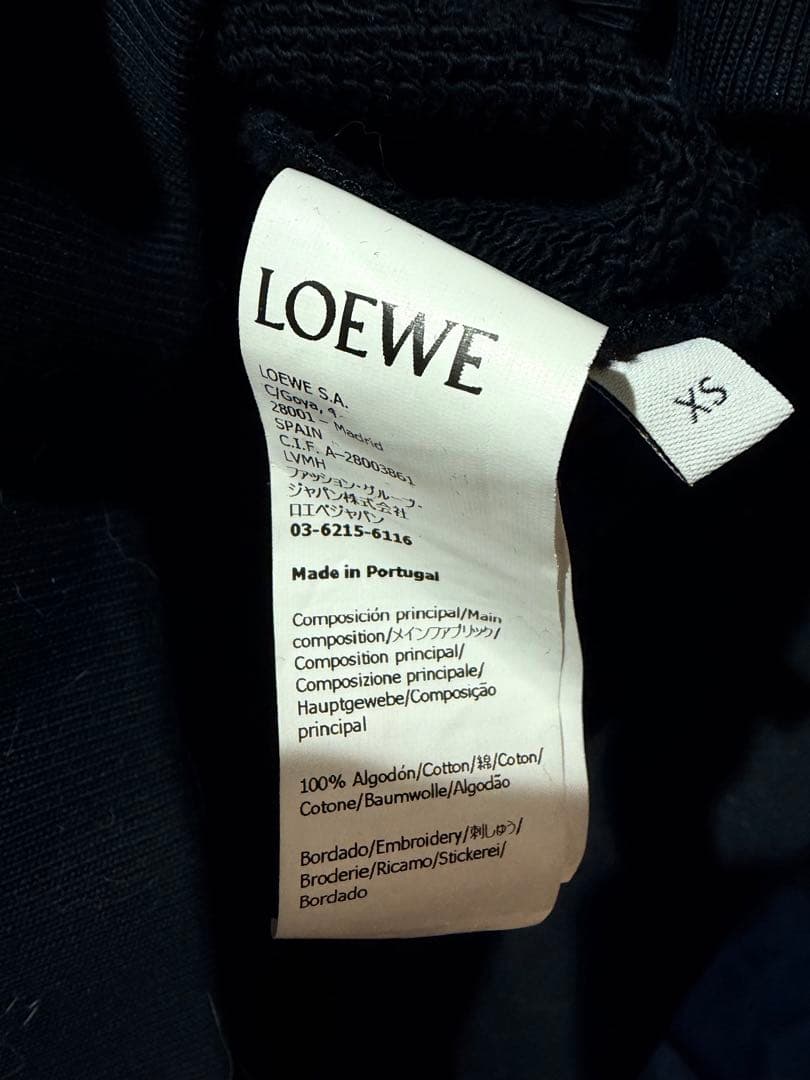 LOEWE
LOEWE S.A.
C/Goya, 4
28001 - Madrid
SPAIN
C.I.F. A-28003861
LVMH
ファッション・グループ・
ジャパン株式会社
ロエベジャパン
03-6215-6116
Made in Portugal
Composición principal/Main
composition/メインファブリック/
Composition principal/
Composizione principale/
Hauptgewebe/Composição
principal
100% Algodón/Cotton/綿/Coton/
Cotone/Baumwolle/Algodão
Bordado/Embroidery/刺しゅう/
Broderie/Ricamo/Stickerei/
Bordado
XS